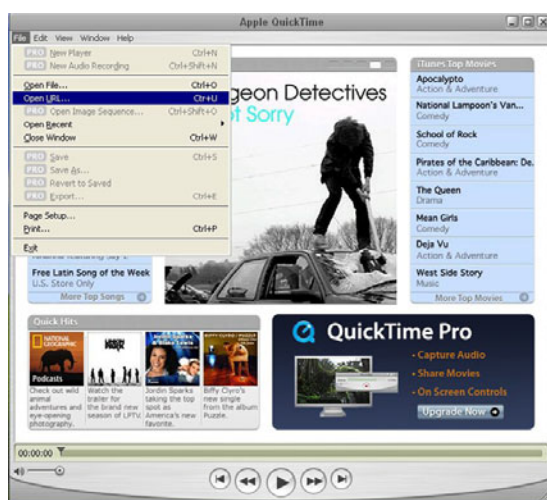 Apple QuickTime
File Edit View Window Help
PRO New Player Ctrl+N
PRO New Audio Recording Ctrl+Shift+N
Open File... Ctrl+O
Open URL... Ctrl+U
PRO Open Image Sequence... Ctrl+Shift+O
Open Recent
Close Window Ctrl+W
PRO Save Ctrl+S
PRO Save As...
PRO Revert to Saved
PRO Export... Ctrl+E
Page Setup...
Print... Ctrl+P
Exit
geon Detectives
t Sorry
Free Latin Song of the Week
U.S. Store Only
More Top Songs
iTunes Top Movies
Apocalypto
Action & Adventure
National Lampoon's Van...
Comedy
School of Rock
Comedy
Pirates of the Caribbean: De.
Action & Adventure
The Queen
Drama
Mean Girls
Comedy
Deja Vu
Action & Adventure
West Side Story
Music
More Top Movies
Quick Hits
NATIONAL GEOGRAPHIC
Podcasts
Check out wild
animal
adventures and
eye-opening
photography.
Watch the
trailer for
the brand new
season of LPTV.
Jordin Sparks
taking the top
spot as
America's new
favorite.
Biffy Clyro's
new single
from the album
Puzzle.
QuickTime Pro
• Capture Audio
• Share Movies
• On Screen Controls
Upgrade Now
00:00:00